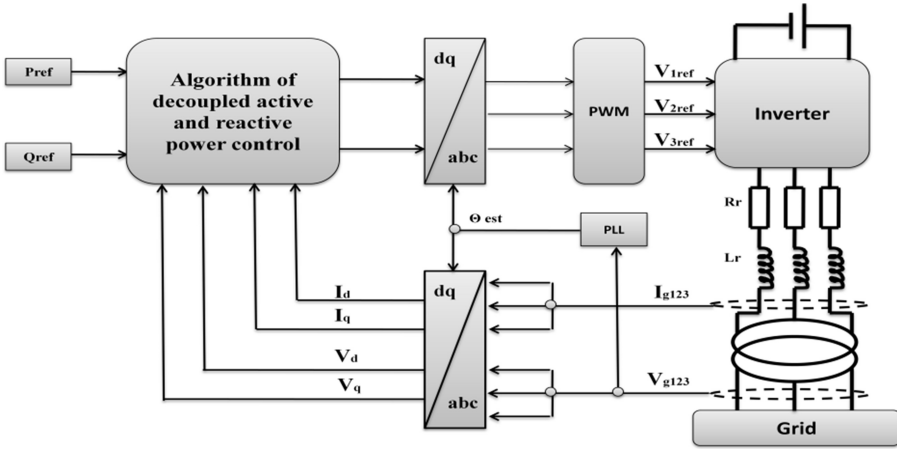 Pref
Qref
Algorithm of
decoupled active
and reactive
power control
dq
abc
PWM
V1ref
V2ref
V3ref
Inverter
Rr
Lr
Θ est
PLL
dq
abc
Id
Iq
Vd
Vq
Ig123
Vg123
Grid